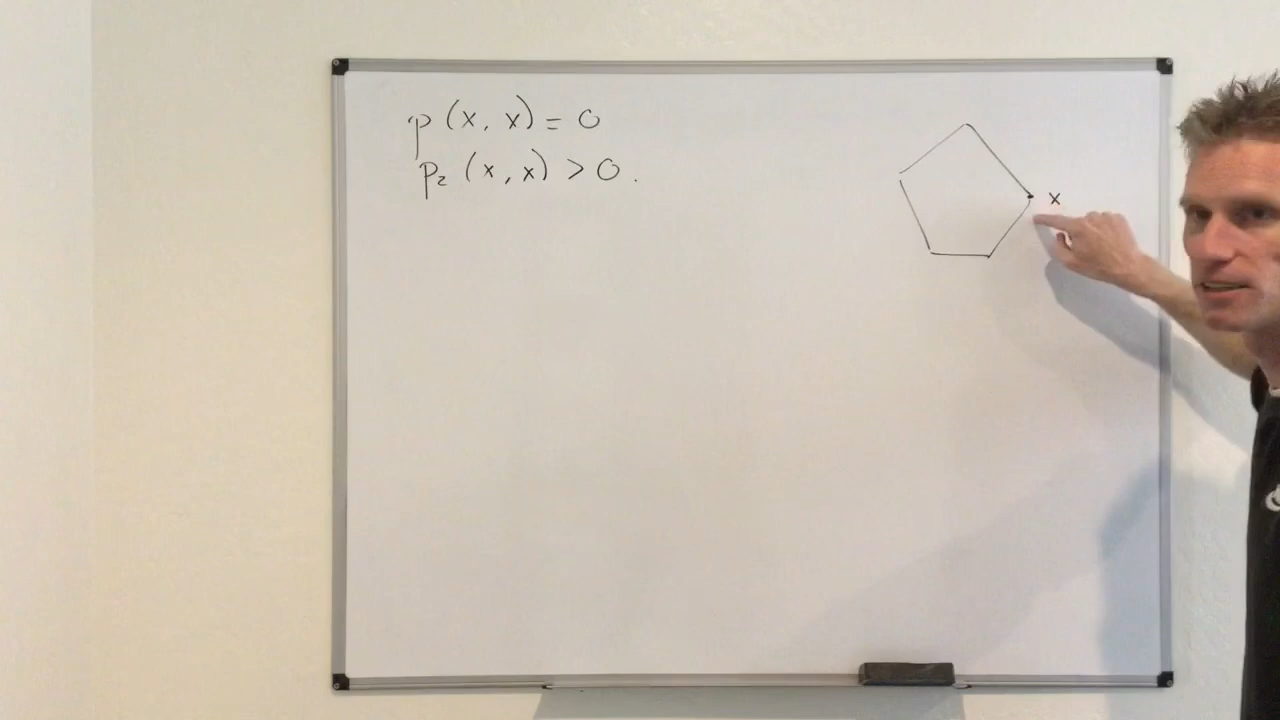 p(x, x) = 0
p₂(x, x) > 0.
x